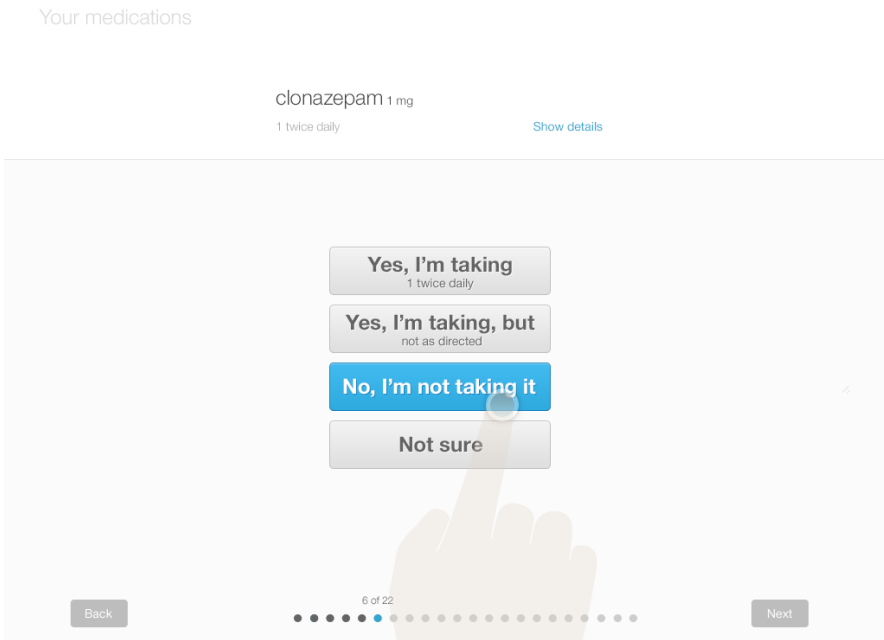 Your medications
clonazepam 1 mg
1 twice daily
Show details
Yes, I'm taking
1 twice daily
Yes, I'm taking, but
not as directed
No, I'm not taking it
Not sure
6 of 22
Back
Next